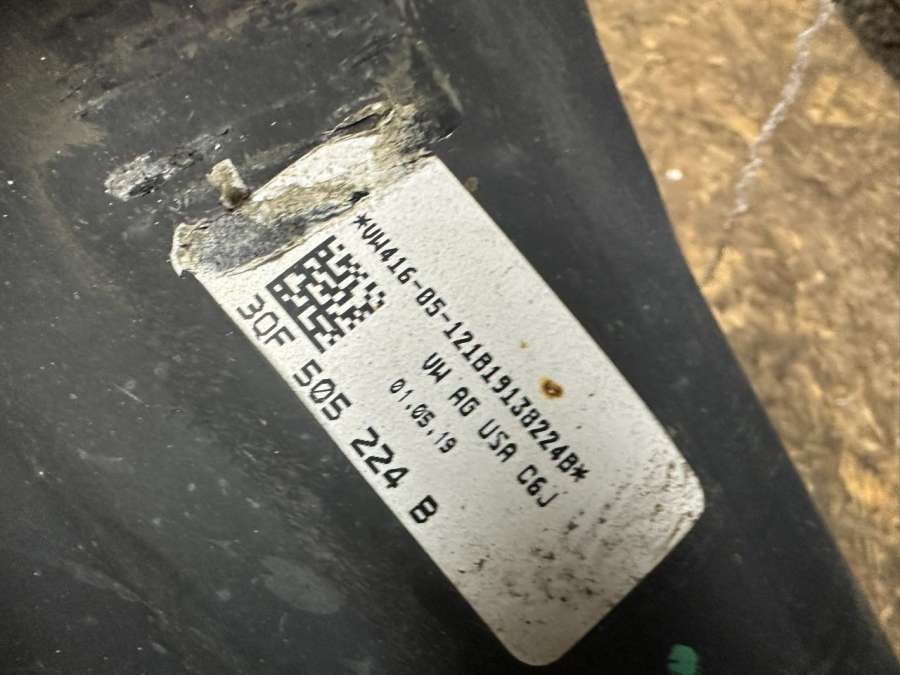 *VW416-05-121B19138224B*
VW AG USA C6J
01.05.19
3QF 505 224 B